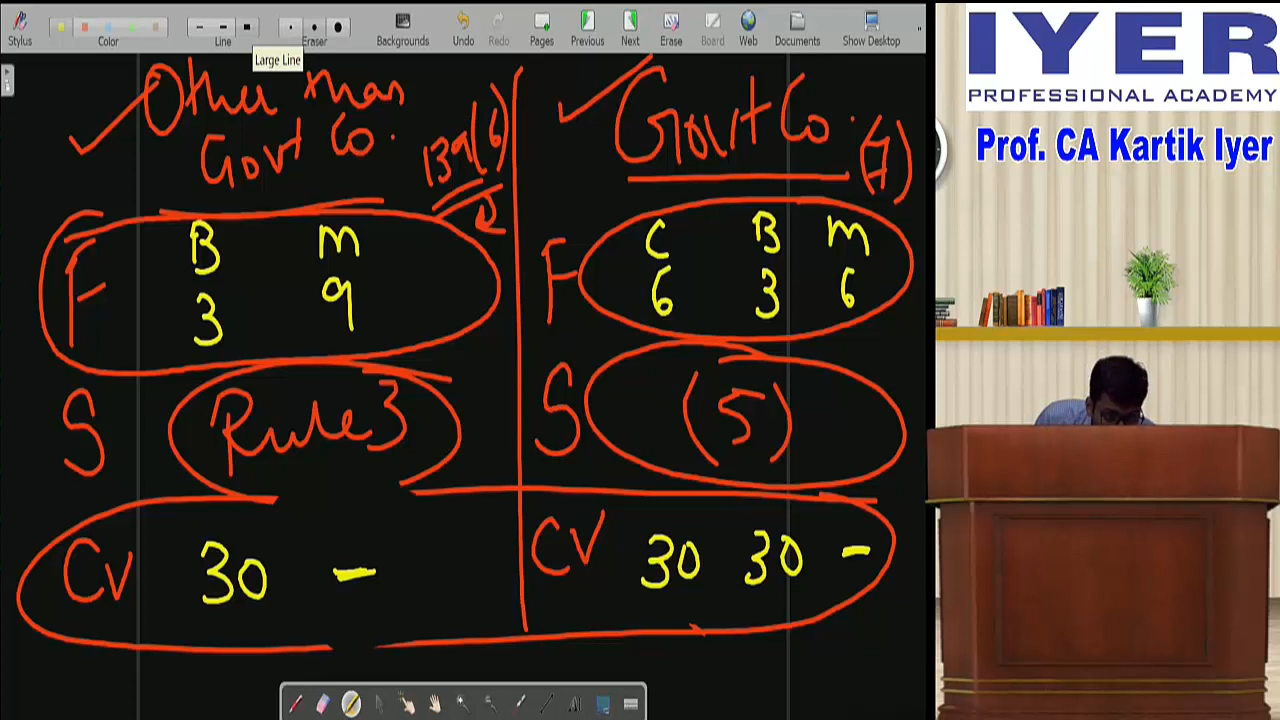 Stylus
Color
Line
Eraser
Backgrounds
Undo
Redo
Pages
Previous
Next
Erase
Board
Web
Documents
Show Desktop
Large Line
IYER
PROFESSIONAL ACADEMY
Prof. CA Kartik Iyer
Other than
Govt Co.
139(6)
F B M
3 9
S Rule 3
CV 30 -
Govt Co.
(7)
F C B M
6 3 6
S (5)
CV 30 30 -